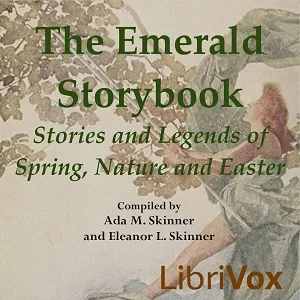 The Emerald
Storybook
Stories and Legends of
Spring, Nature and Easter
Compiled by
Ada M. Skinner
and Eleanor L. Skinner
LibriVox